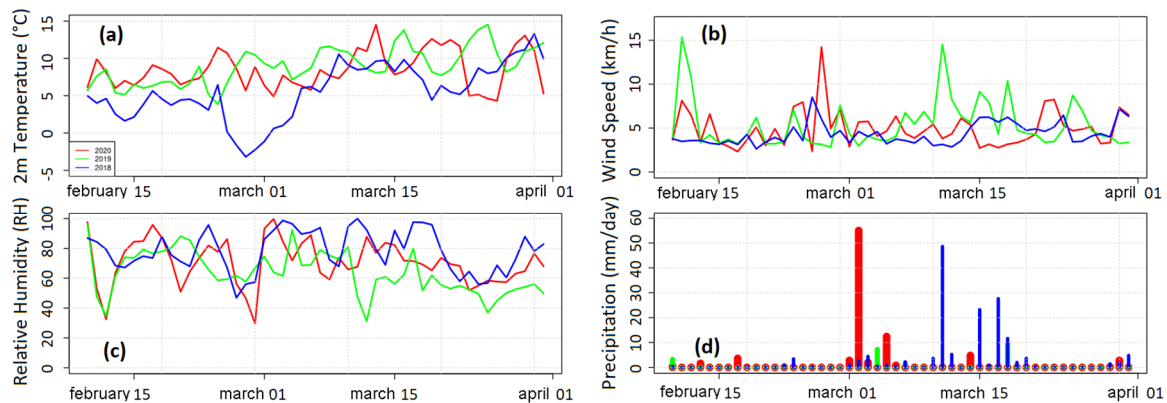 (a)
2m Temperature (°C)
15
10
5
0
-5
2020
2019
2018
february 15
march 01
march 15
april 01
(b)
Wind Speed (km/h)
15
10
5
0
february 15
march 01
march 15
april 01
(c)
Relative Humidity (RH)
100
80
60
40
20
0
february 15
march 01
march 15
april 01
(d)
Precipitation (mm/day)
60
50
40
30
20
10
0
february 15
march 01
march 15
april 01